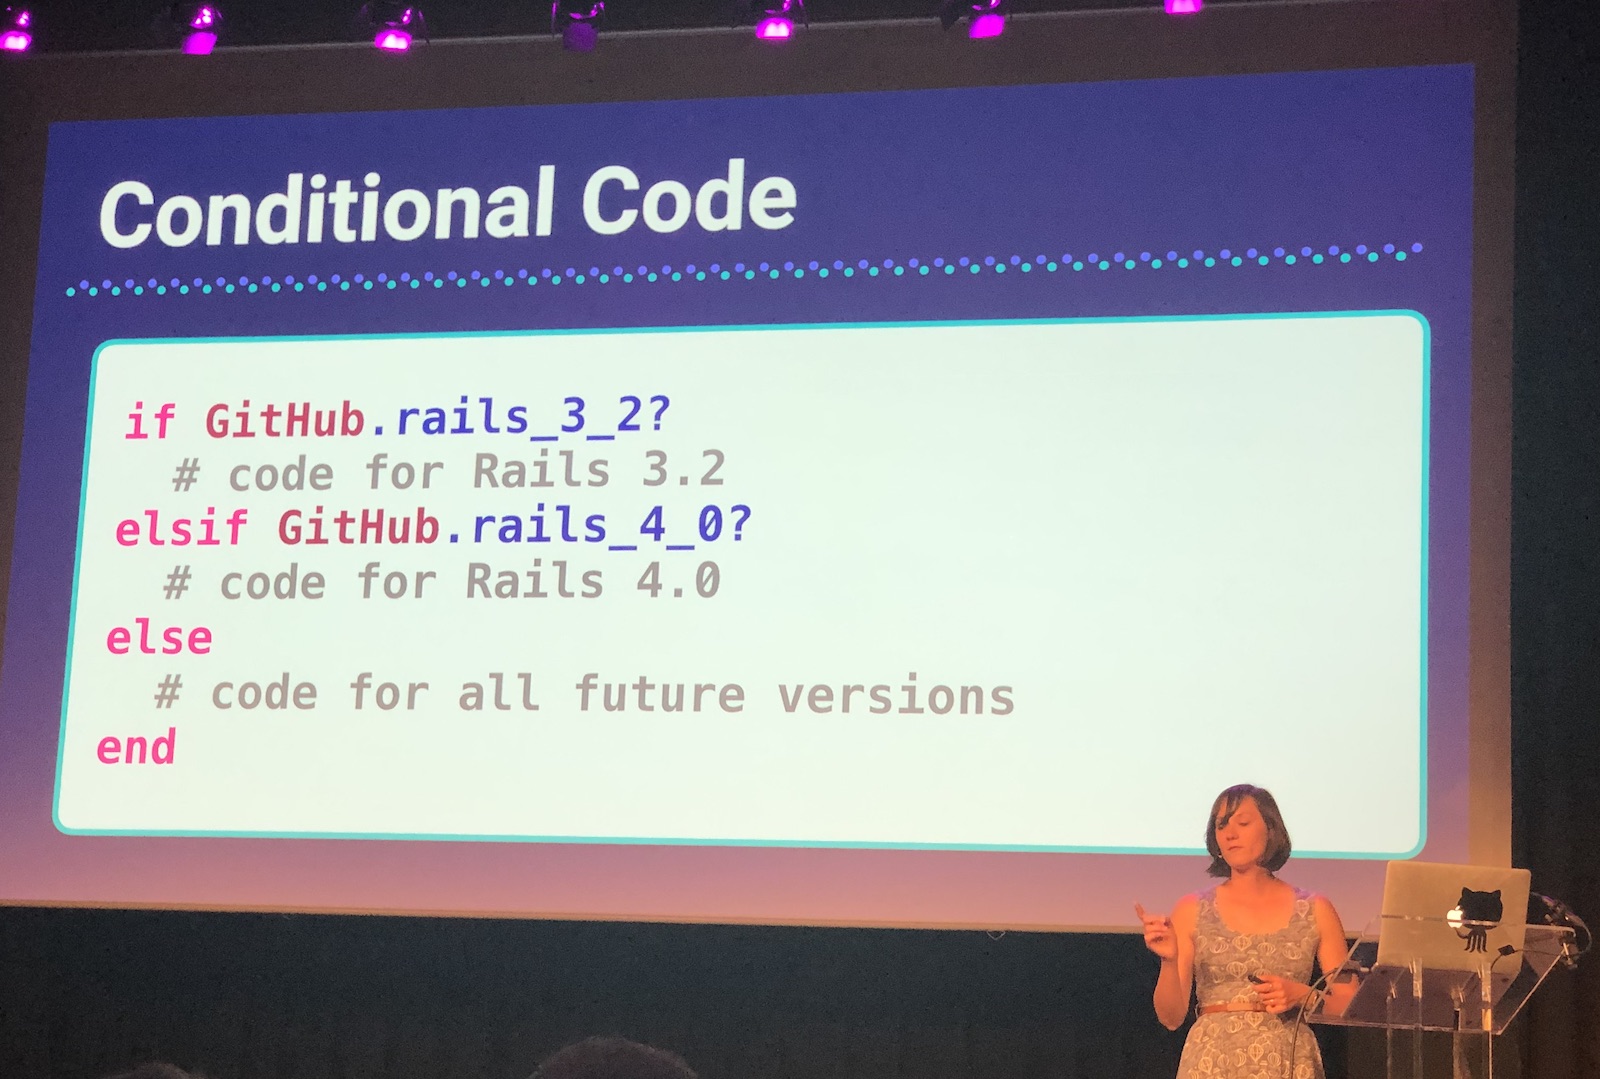 Conditional Code
if GitHub.rails_3_2?
# code for Rails 3.2
elsif GitHub.rails_4_0?
# code for Rails 4.0
else
# code for all future versions
end